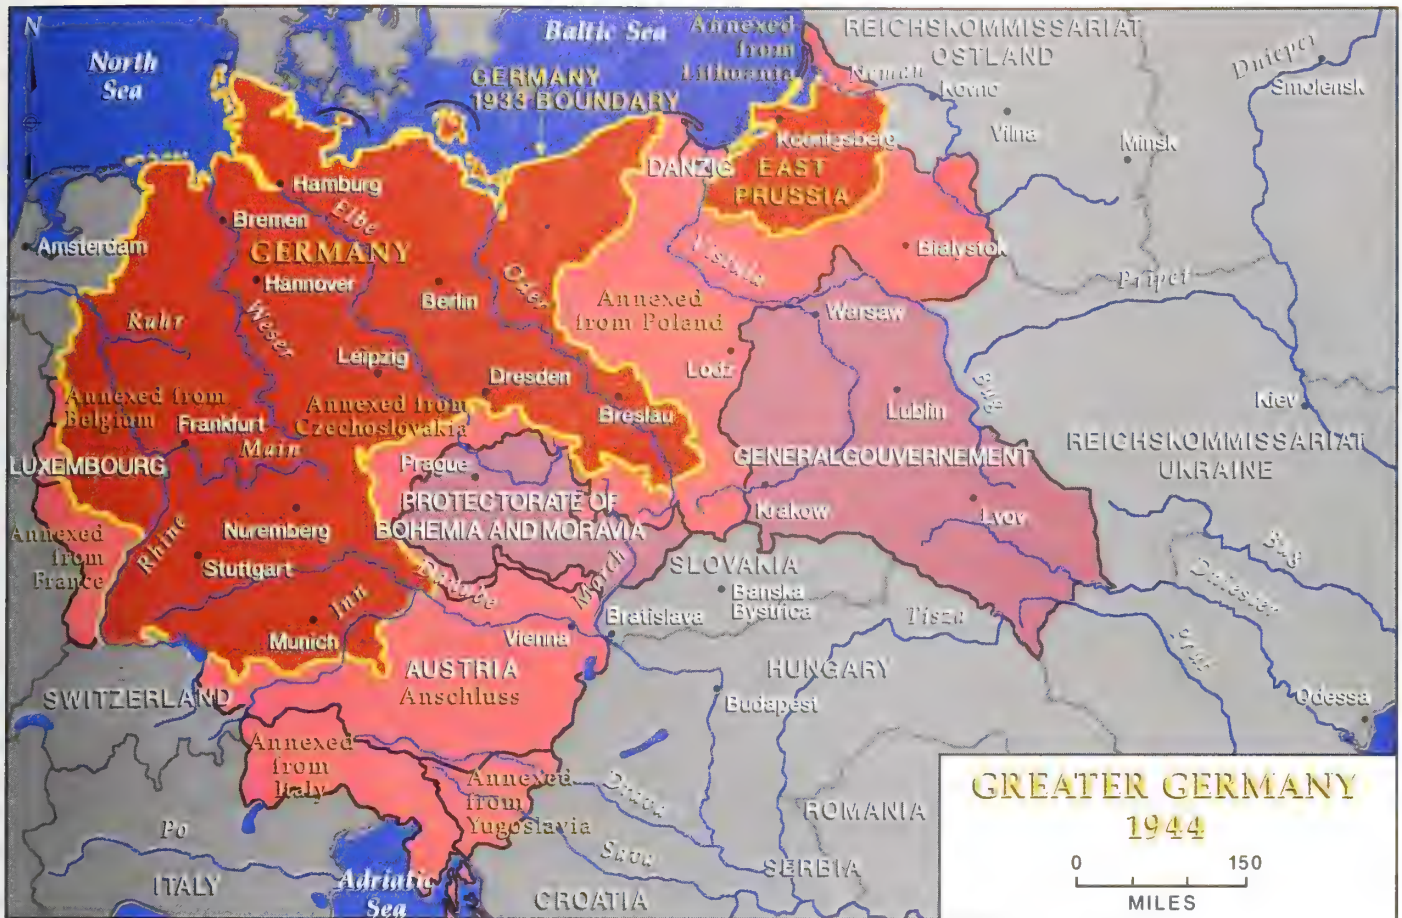 N
North
Sea
Baltic Sea
Annexed
from
Lithuania
REICHSKOMMISSARIAT
OSTLAND
Dnieper
Smolensk
GERMANY
1933 BOUNDARY
Neman
Kovno
Vilna
Minsk
Koenigsberg
DANZIG
EAST
PRUSSIA
Hamburg
Elbe
Bremen
Amsterdam
GERMANY
Hannover
Berlin
Oder
Vistula
Bialystok
Pripet
Annexed
from Poland
Warsaw
Ruhr
Weser
Leipzig
Lodz
Dresden
Lublin
Bug
Kiev
Annexed from
Belgium
Annexed from
Czechoslovakia
Breslau
Frankfurt
Main
REICHSKOMMISSARIAT
UKRAINE
LUXEMBOURG
Prague
GENERALGOUVERNEMENT
PROTECTORATE OF
BOHEMIA AND MORAVIA
Krakow
Lvov
Nuremberg
Annexed
from
France
Rhine
Stuttgart
Danube
March
SLOVAKIA
Banska
Bystrica
Bug
Dniester
Inn
Munich
Vienna
Bratislava
Tisza
Prut
AUSTRIA
Anschluss
HUNGARY
SWITZERLAND
Budapest
Odessa
Annexed
from
Italy
Annexed
from
Yugoslavia
Drava
ROMANIA
Po
Sava
SERBIA
ITALY
Adriatic
Sea
CROATIA
GREATER GERMANY
1944
0 150
MILES